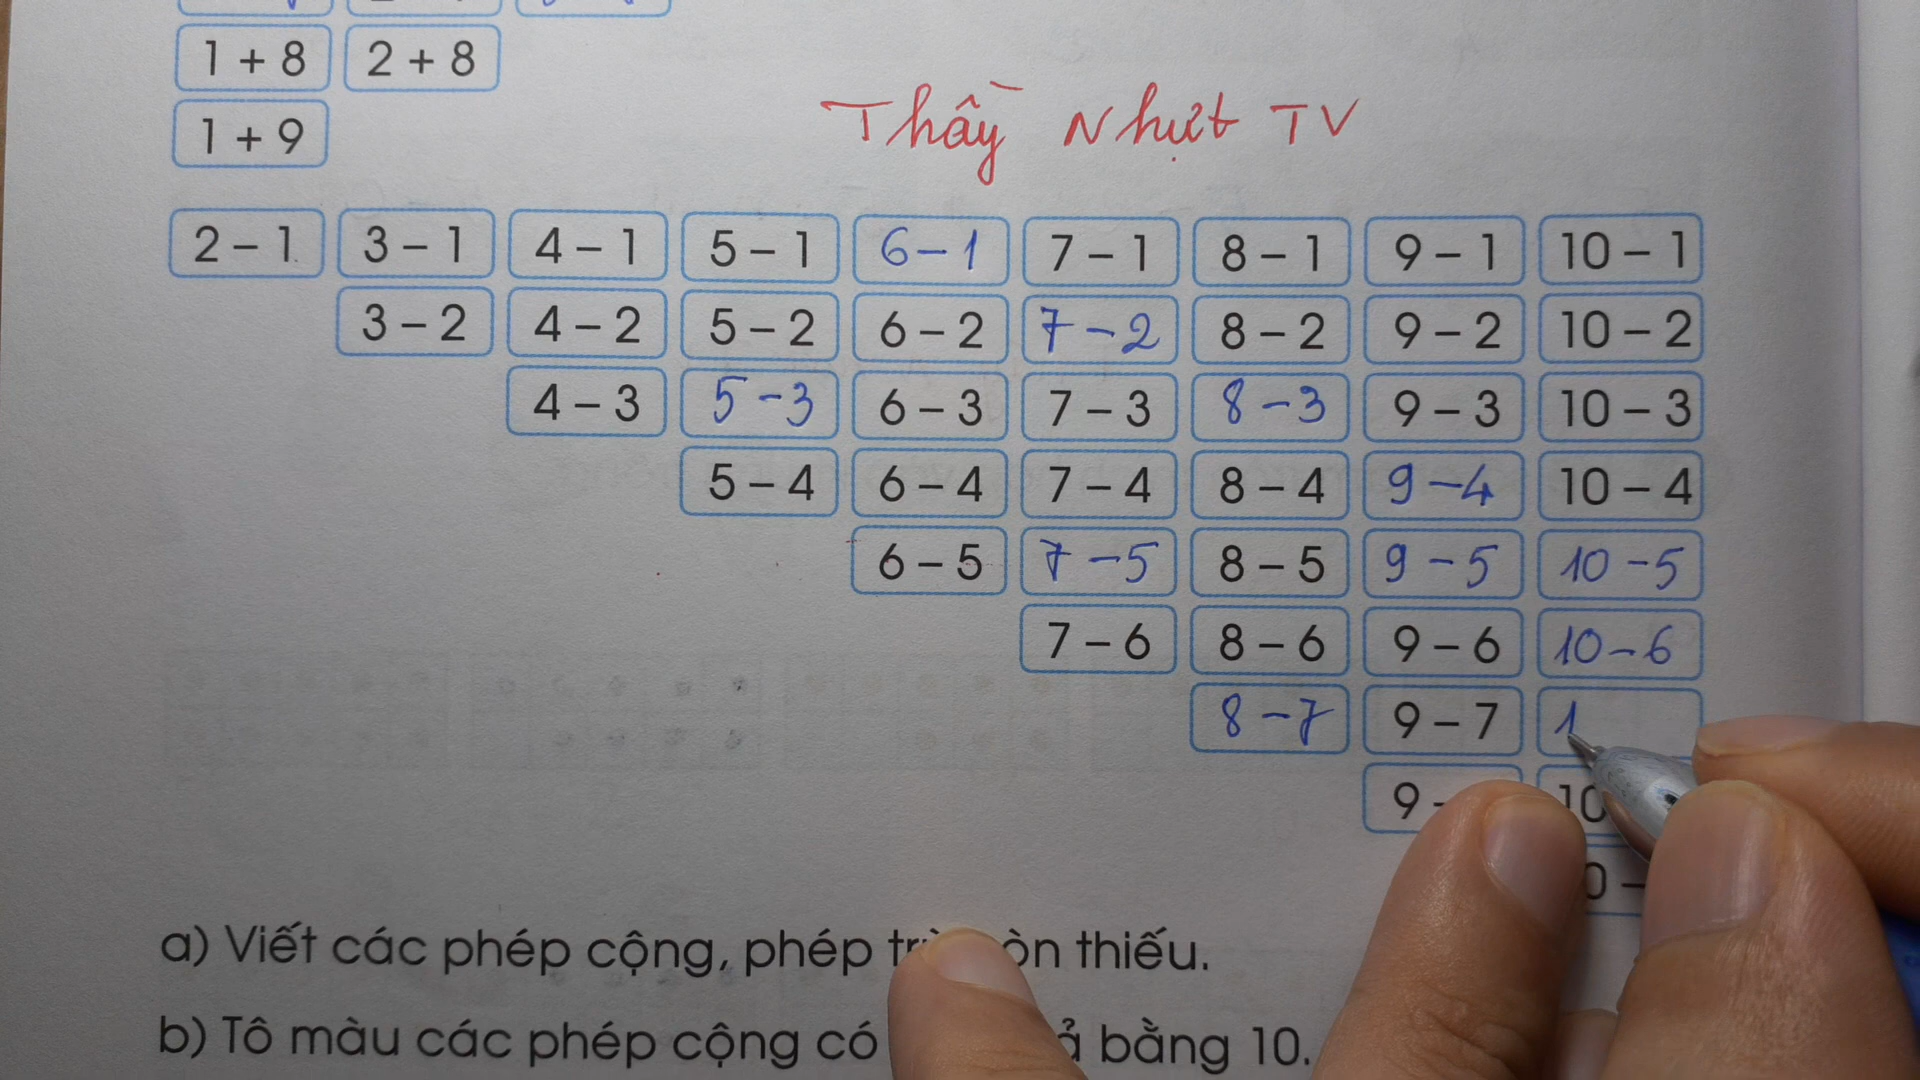 1 + 8 2 + 8
1 + 9
Thầy Nhựt TV
2 – 1 3 – 1 4 – 1 5 – 1 6 – 1 7 – 1 8 – 1 9 – 1 10 – 1
3 – 2 4 – 2 5 – 2 6 – 2 7 – 2 8 – 2 9 – 2 10 – 2
4 – 3 5 – 3 6 – 3 7 – 3 8 – 3 9 – 3 10 – 3
5 – 4 6 – 4 7 – 4 8 – 4 9 – 4 10 – 4
6 – 5 7 – 5 8 – 5 9 – 5 10 – 5
7 – 6 8 – 6 9 – 6 10 – 6
8 – 7 9 – 7 1
9 – 10
0 –
a) Viết các phép cộng, phép thiếu.
b) Tô màu các phép cộng có bằng 10.